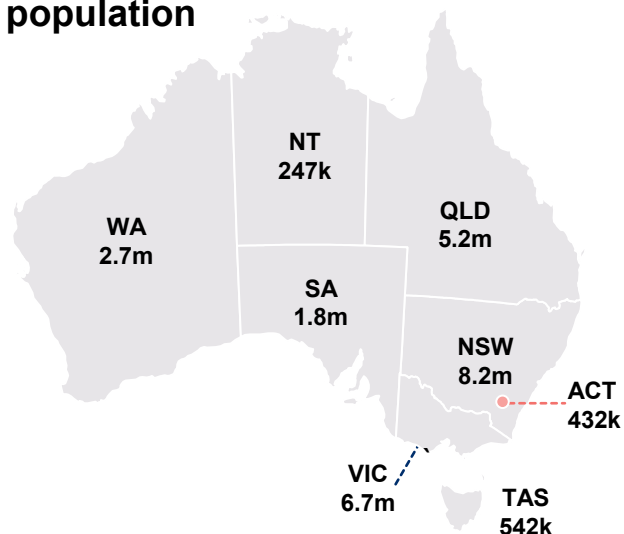 population
NT
247k
QLD
5.2m
WA
2.7m
SA
1.8m
NSW
8.2m
ACT
432k
VIC
6.7m
TAS
542k